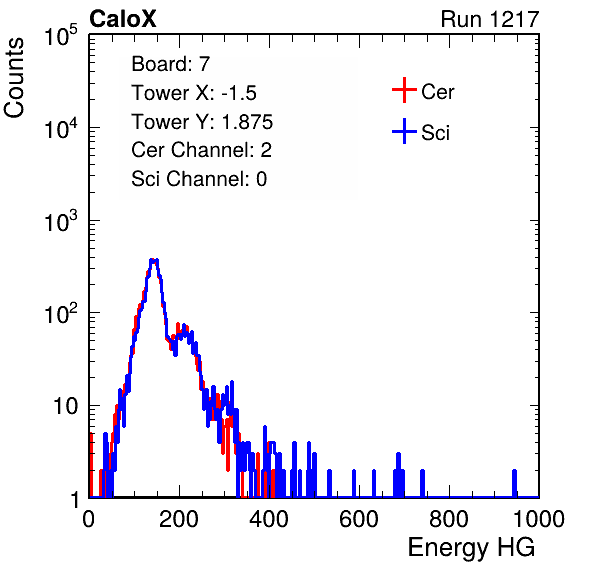 CaloX Run 1217
Counts
Board: 7
Tower X: -1.5
Tower Y: 1.875
Cer Channel: 2
Sci Channel: 0
Cer
Sci
10^5
10^4
10^3
10^2
10
1
0 200 400 600 800 1000
Energy HG